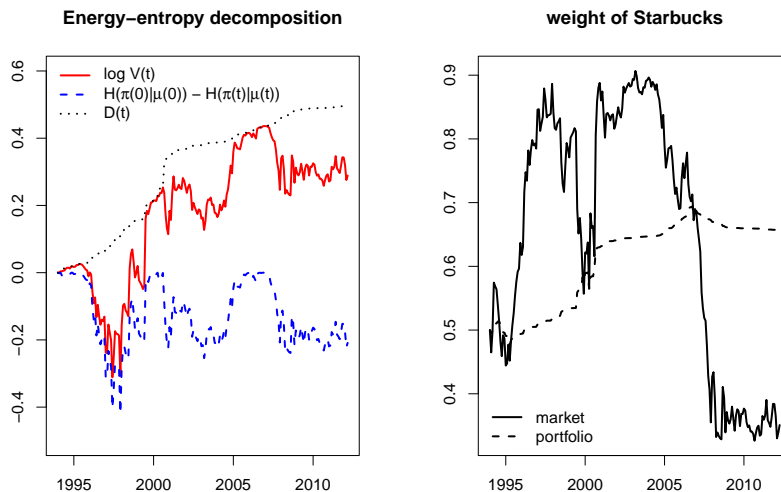 Energy−entropy decomposition
log V(t)
H(π(0)|μ(0)) − H(π(t)|μ(t))
D(t)
0.6
0.4
0.2
0.0
−0.2
−0.4
1995 2000 2005 2010
weight of Starbucks
0.9
0.8
0.7
0.6
0.5
0.4
market
portfolio
1995 2000 2005 2010